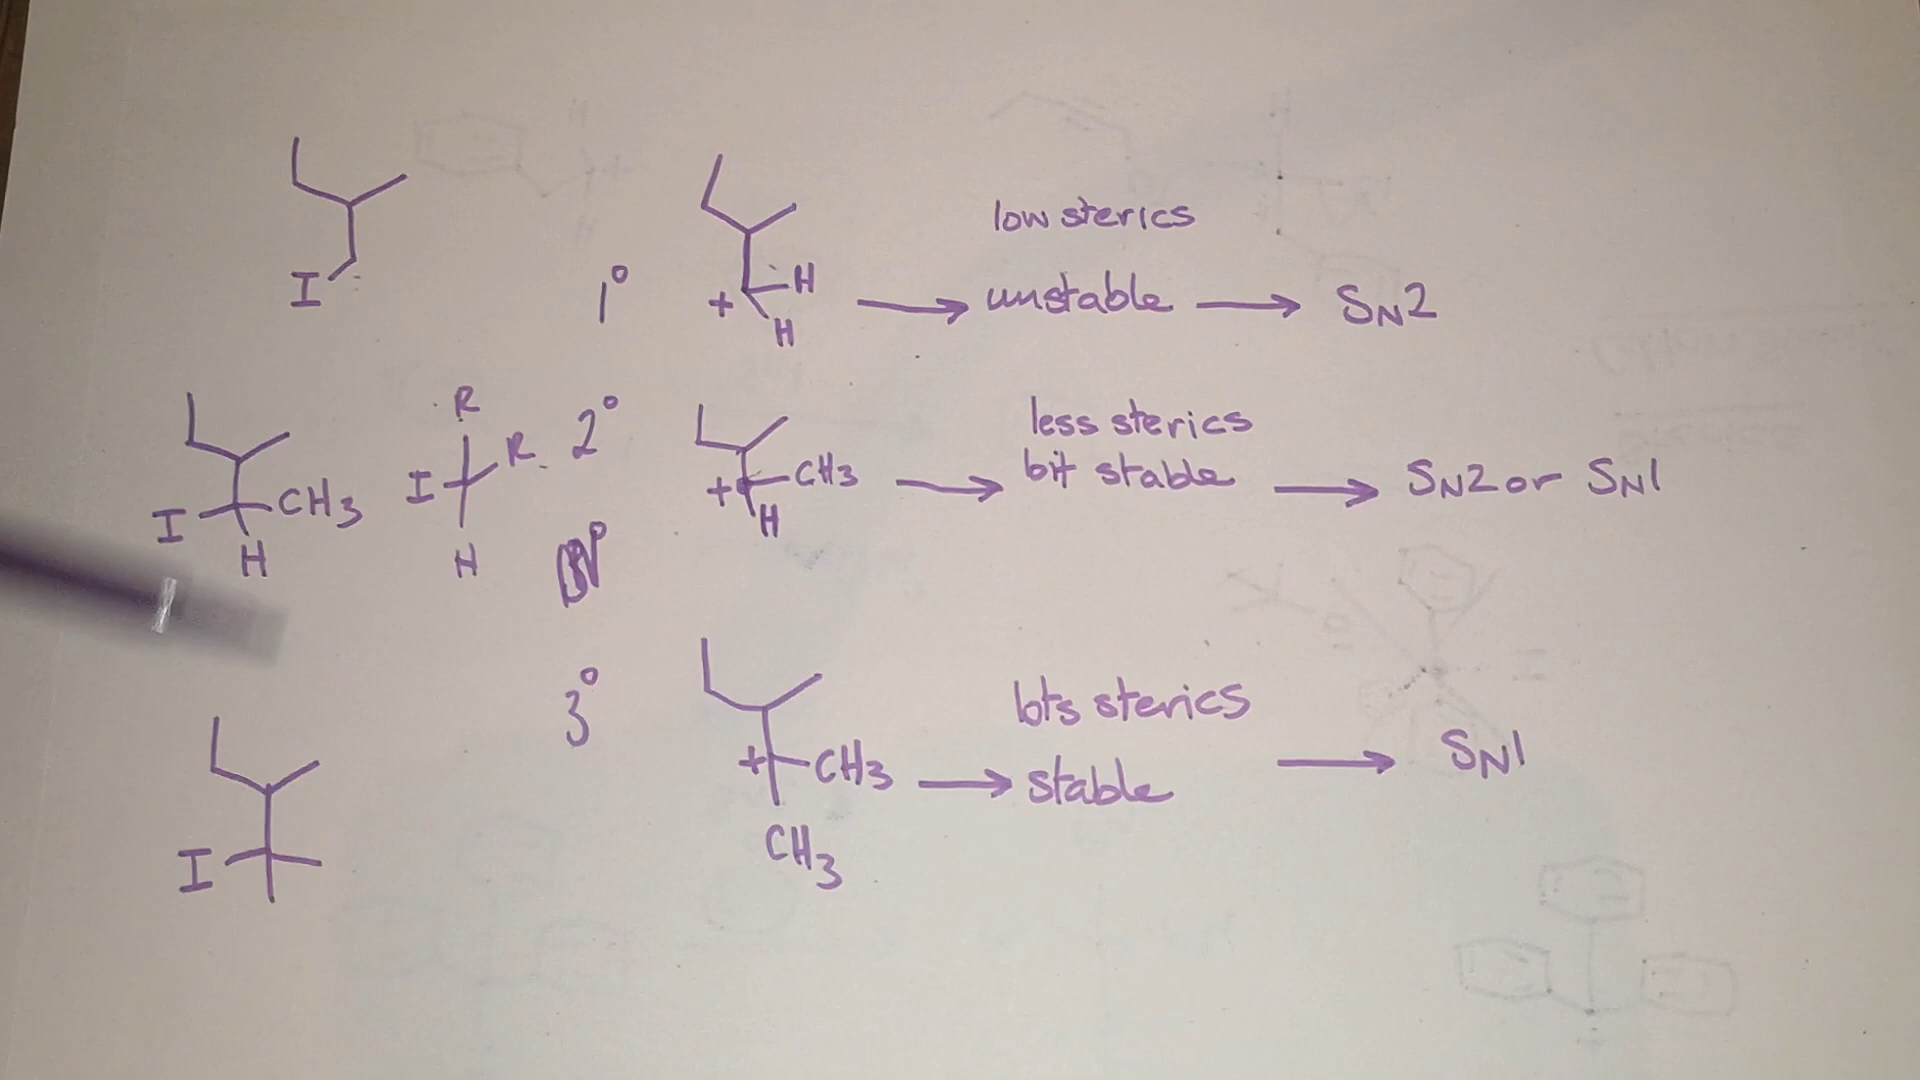 low sterics
I 1° + H H unstable SN2
I CH3 H
R I R H 2°
+ CH3 H
less sterics
bit stable SN2 or SN1
3°
lots sterics
+ CH3 stable SN1
CH3
I